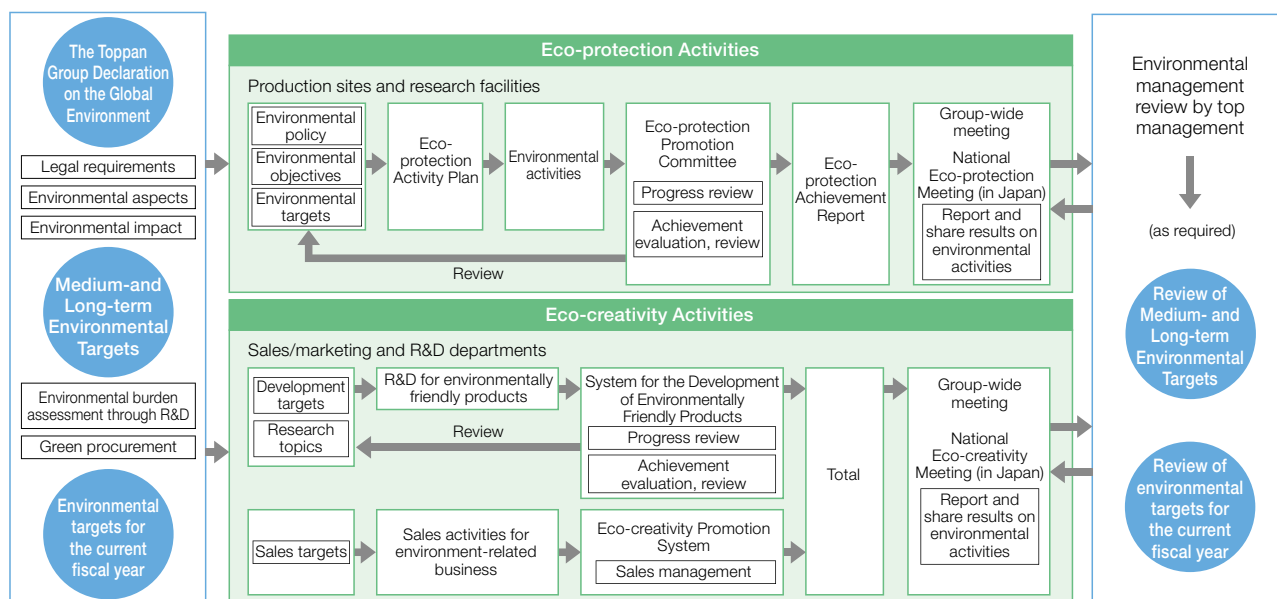 The Toppan
Group Declaration
on the Global
Environment
Legal requirements
Environmental aspects
Environmental impact
Medium-and
Long-term
Environmental
Targets
Environmental burden
assessment through R&D
Green procurement
Environmental
targets for
the current
fiscal year
Eco-protection Activities
Production sites and research facilities
Environmental
policy
Environmental
objectives
Environmental
targets
Eco-
protection
Activity Plan
Environmental
activities
Eco-protection
Promotion
Committee
Progress review
Achievement
evaluation, review
Review
Eco-
protection
Achievement
Report
Group-wide
meeting
National
Eco-protection
Meeting (in Japan)
Report and
share results on
environmental
activities
Eco-creativity Activities
Sales/marketing and R&D departments
Development
targets
Research
topics
R&D for environmentally
friendly products
Review
System for the Development
of Environmentally
Friendly Products
Progress review
Achievement
evaluation, review
Sales targets
Sales activities for
environment-related
business
Eco-creativity Promotion
System
Sales management
Total
Group-wide
meeting
National
Eco-creativity
Meeting (in Japan)
Report and
share results on
environmental
activities
Environmental
management
review by top
management
(as required)
Review of
Medium- and
Long-term
Environmental
Targets
Review of
environmental
targets for
the current
fiscal year